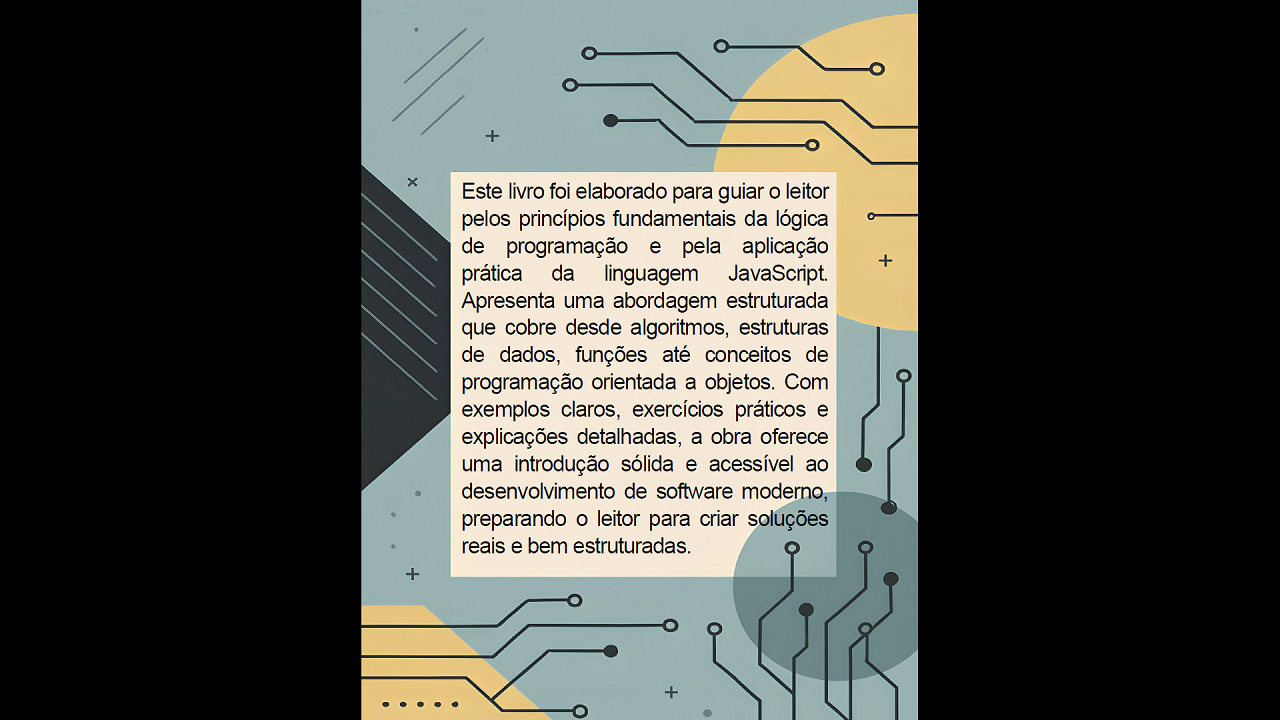 Este livro foi elaborado para guiar o leitor
pelos princípios fundamentais da lógica
de programação e pela aplicação
prática da linguagem JavaScript.
Apresenta uma abordagem estruturada
que cobre desde algoritmos, estruturas
de dados, funções até conceitos de
programação orientada a objetos. Com
exemplos claros, exercícios práticos e
explicações detalhadas, a obra oferece
uma introdução sólida e acessível ao
desenvolvimento de software moderno,
preparando o leitor para criar soluções
reais e bem estruturadas.